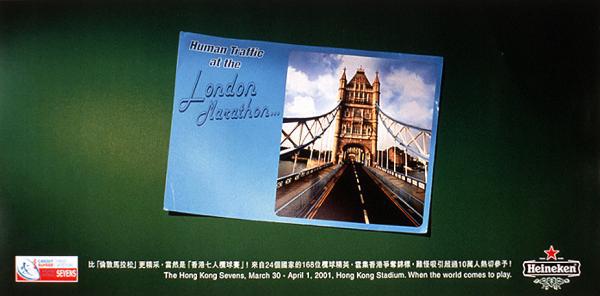 Human Traffic
at the
London
Marathon...
比「倫敦馬拉松」更精采,當然是「香港七人欖球賽」!來自24個國家的168位欖球精英,雲集香港爭奪錦標,難怪吸引超過10萬人熱切參予!
The Hong Kong Sevens, March 30 - April 1, 2001, Hong Kong Stadium. When the world comes to play.
CREDIT
SUISSE
SEVENS
Heineken